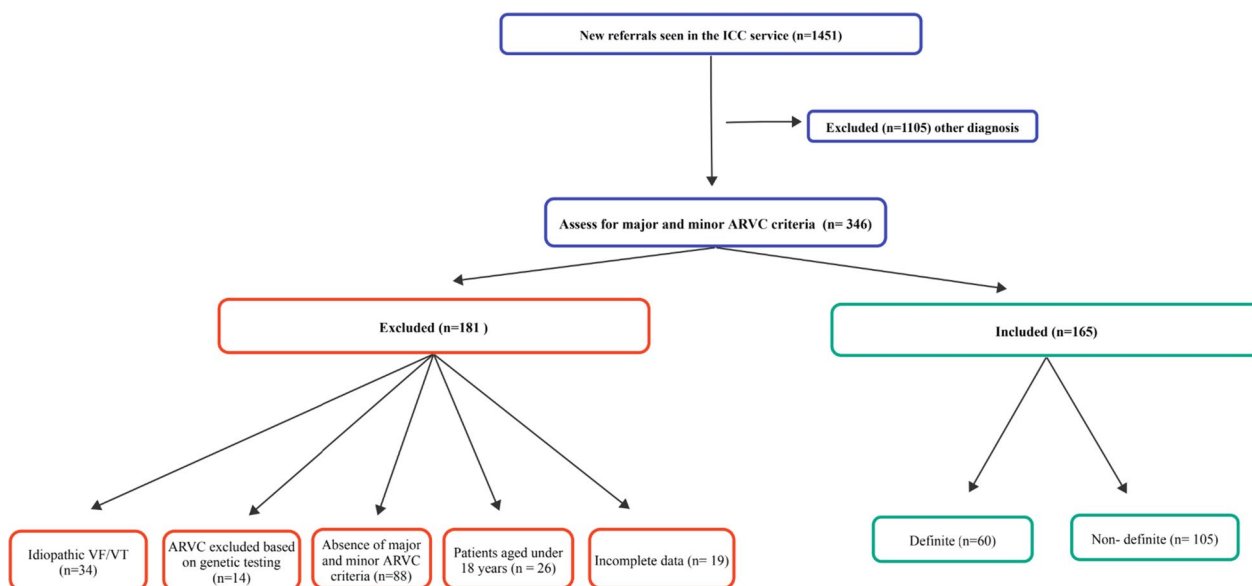 New referrals seen in the ICC service (n=1451)
Excluded (n=1105) other diagnosis
Assess for major and minor ARVC criteria (n= 346)
Excluded (n=181 )
Included (n=165)
Idiopathic VF/VT
(n=34)
ARVC excluded based
on genetic testing
(n=14)
Absence of major
and minor ARVC
criteria (n=88)
Patients aged under
18 years (n = 26)
Incomplete data (n= 19)
Definite (n=60)
Non- definite (n= 105)